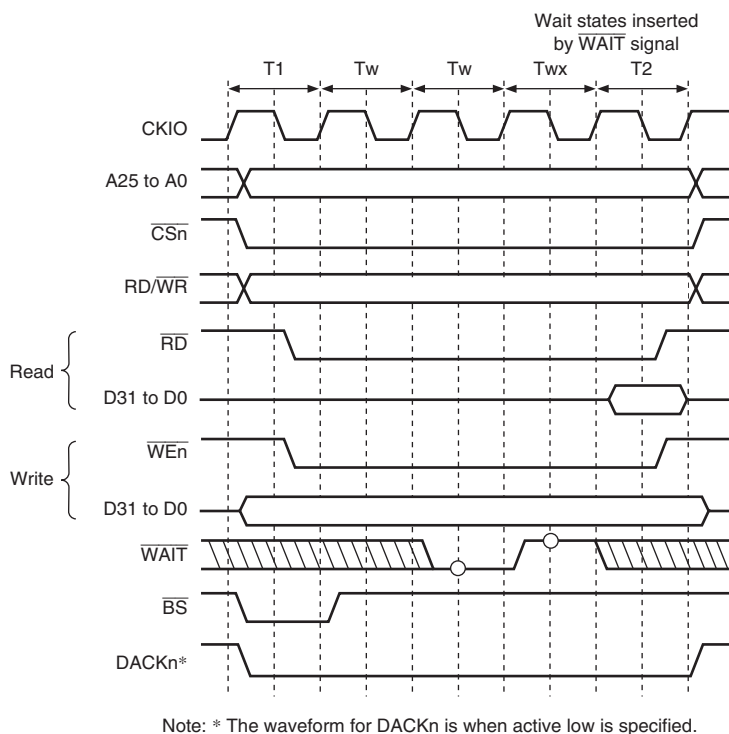 Wait states inserted
by WAIT signal
T1 Tw Tw Twx T2
CKIO
A25 to A0
CSn
RD/WR
Read
RD
D31 to D0
Write
WEn
D31 to D0
WAIT
BS
DACKn*
Note: * The waveform for DACKn is when active low is specified.